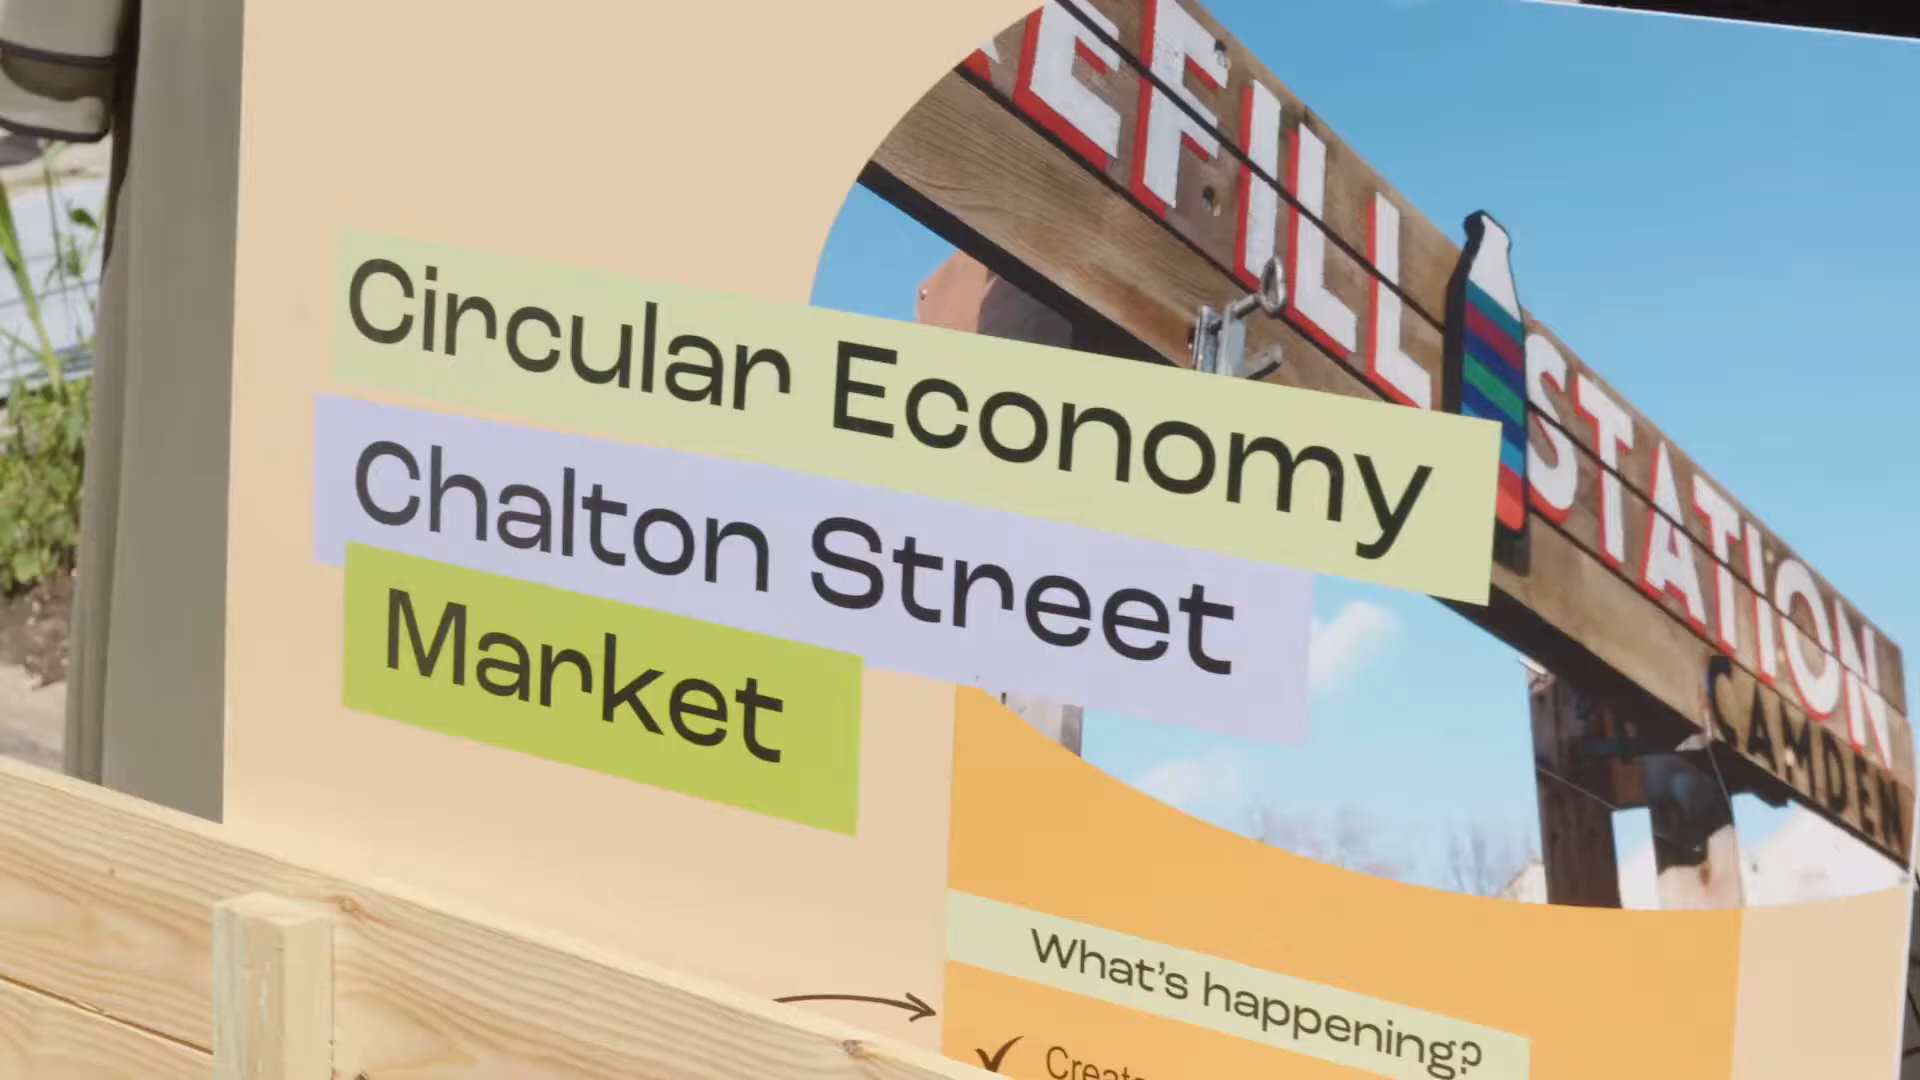 EFILL STATION
CAMDEN
Circular Economy
Chalton Street
Market
What's happening?